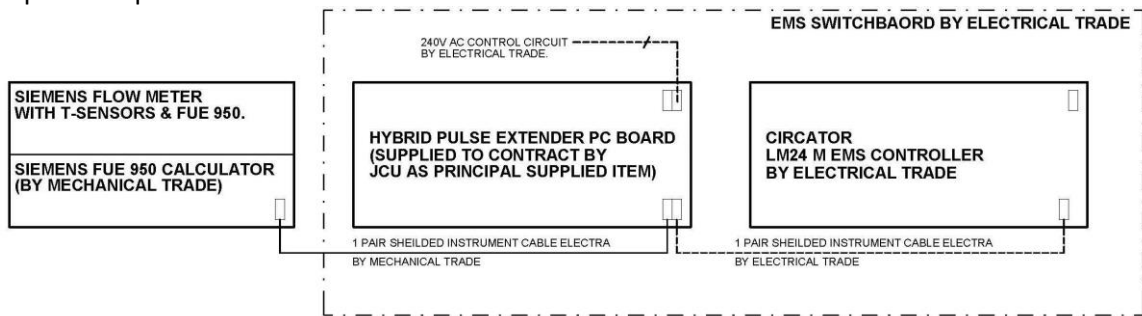 EMS SWITCHBAORD BY ELECTRICAL TRADE
240V AC CONTROL CIRCUIT
BY ELECTRICAL TRADE.
SIEMENS FLOW METER
WITH T-SENSORS & FUE 950.
SIEMENS FUE 950 CALCULATOR
(BY MECHANICAL TRADE)
HYBRID PULSE EXTENDER PC BOARD
(SUPPLIED TO CONTRACT BY
JCU AS PRINCIPAL SUPPLIED ITEM)
CIRCATOR
LM24 M EMS CONTROLLER
BY ELECTRICAL TRADE
1 PAIR SHEILDED INSTRUMENT CABLE ELECTRA
BY MECHANICAL TRADE
1 PAIR SHEILDED INSTRUMENT CABLE ELECTRA
BY ELECTRICAL TRADE